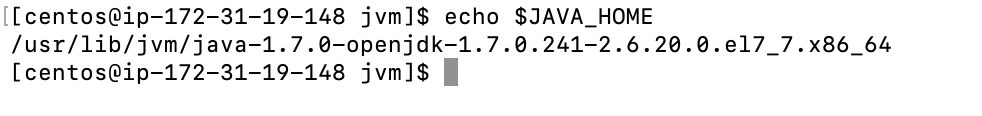 [[centos@ip-172-31-19-148 jvm]$ echo $JAVA_HOME
/usr/lib/jvm/java-1.7.0-openjdk-1.7.0.241-2.6.20.0.el7_7.x86_64
[centos@ip-172-31-19-148 jvm]$